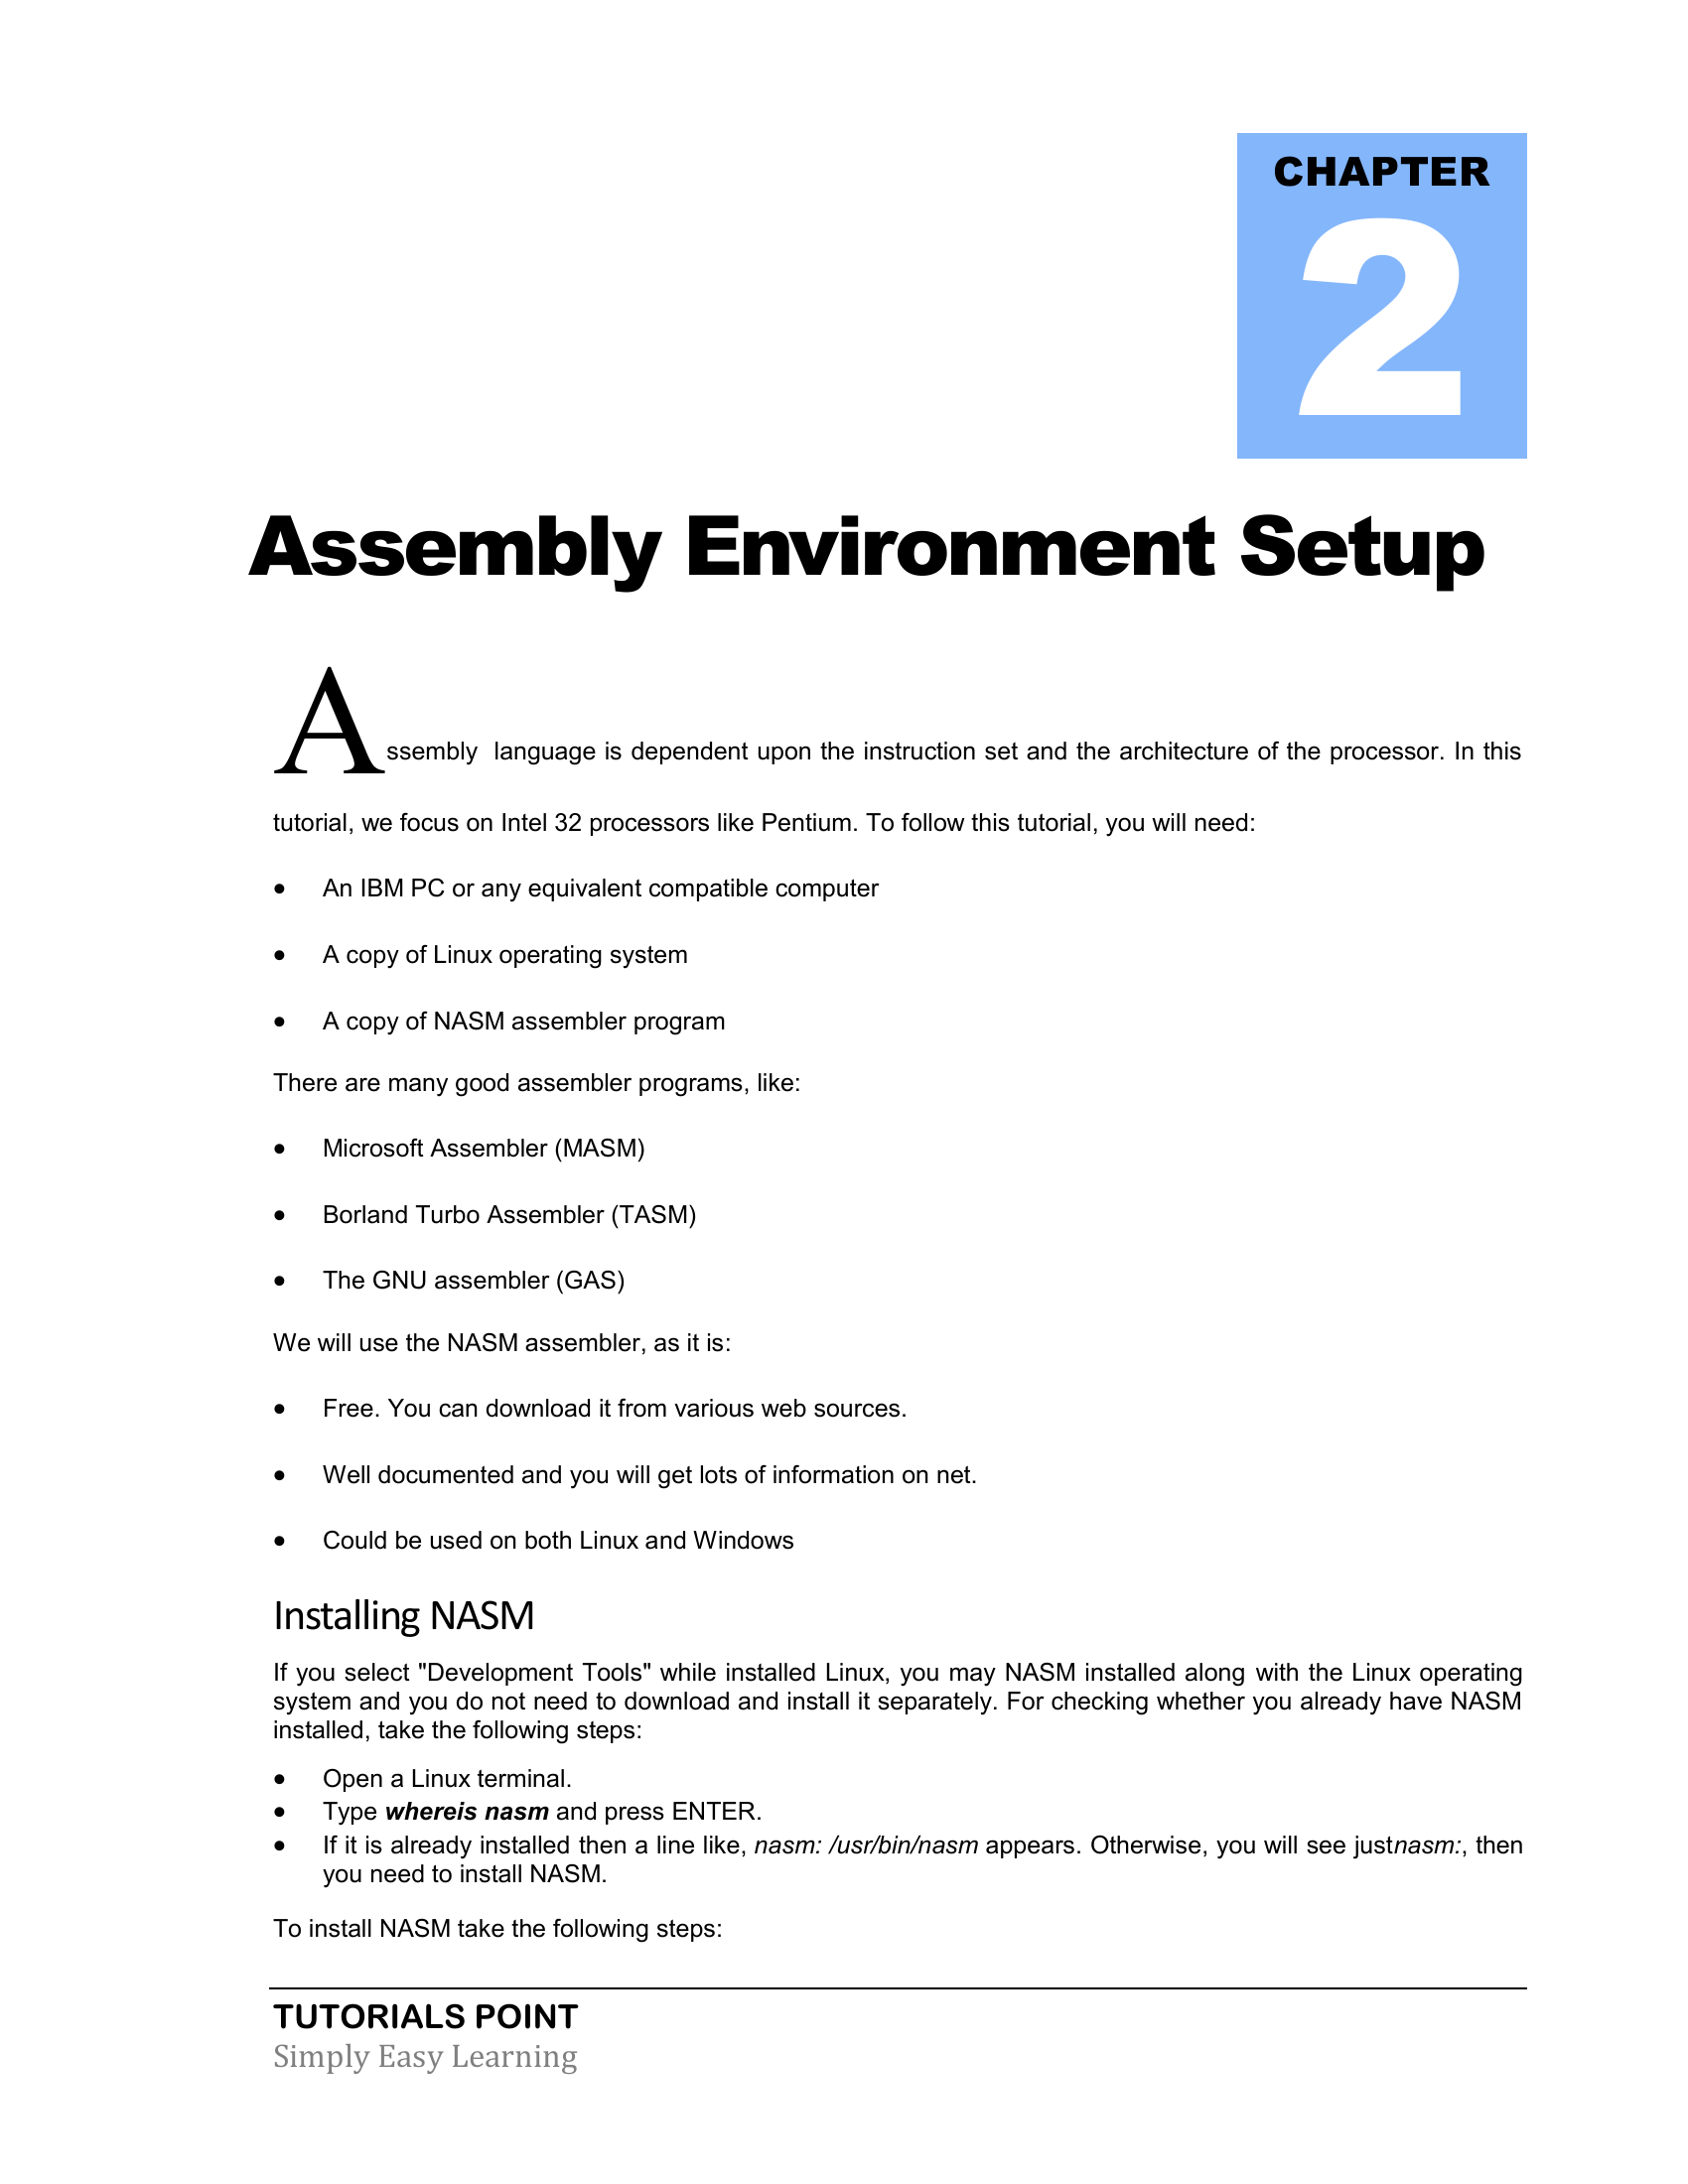 CHAPTER
2
Assembly Environment Setup
Assembly  language is dependent upon the instruction set and the architecture of the processor. In this
tutorial, we focus on Intel 32 processors like Pentium. To follow this tutorial, you will need:
• An IBM PC or any equivalent compatible computer
• A copy of Linux operating system
• A copy of NASM assembler program
There are many good assembler programs, like:
• Microsoft Assembler (MASM)
• Borland Turbo Assembler (TASM)
• The GNU assembler (GAS)
We will use the NASM assembler, as it is:
• Free. You can download it from various web sources.
• Well documented and you will get lots of information on net.
• Could be used on both Linux and Windows
Installing NASM
If you select "Development Tools" while installed Linux, you may NASM installed along with the Linux operating
system and you do not need to download and install it separately. For checking whether you already have NASM
installed, take the following steps:
• Open a Linux terminal.
• Type whereis nasm and press ENTER.
• If it is already installed then a line like, nasm: /usr/bin/nasm appears. Otherwise, you will see justnasm:, then
you need to install NASM.
To install NASM take the following steps:
TUTORIALS POINT
Simply Easy Learning